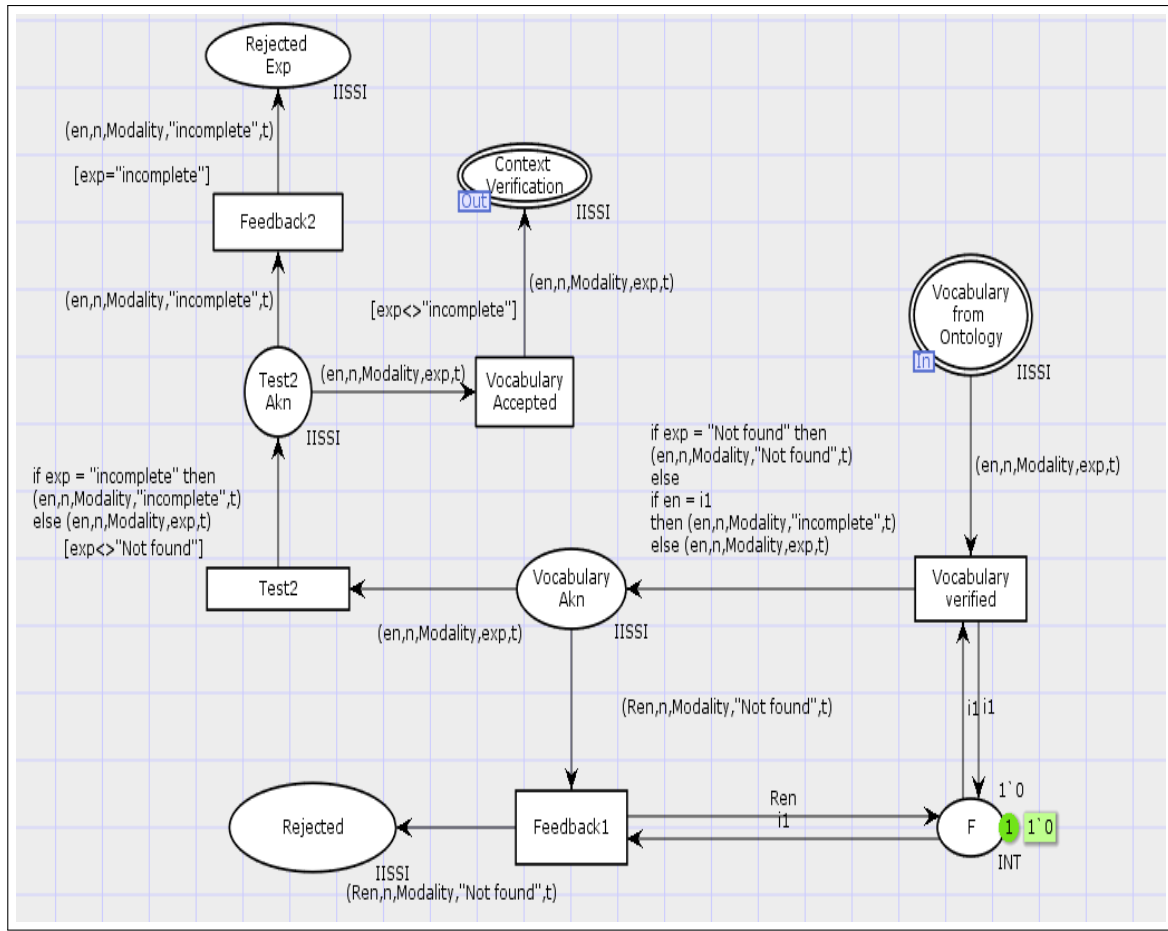 Rejected
Exp
IISSI
(en,n,Modality,"incomplete",t)
[exp="incomplete"]
Feedback2
(en,n,Modality,"incomplete",t)
Context
Verification
Out
IISSI
(en,n,Modality,exp,t)
[exp<>"incomplete"]
Vocabulary
from
Ontology
In
IISSI
Test2
Akn
IISSI
(en,n,Modality,exp,t)
Vocabulary
Accepted
if exp = "incomplete" then
(en,n,Modality,"incomplete",t)
else (en,n,Modality,exp,t)
[exp<>"Not found"]
if exp = "Not found" then
(en,n,Modality,"Not found",t)
else
if en = i1
then (en,n,Modality,"incomplete",t)
else (en,n,Modality,exp,t)
(en,n,Modality,exp,t)
Test2
Vocabulary
Akn
IISSI
(en,n,Modality,exp,t)
Vocabulary
verified
(Ren,n,Modality,"Not found",t)
i1 i1
Rejected
IISSI
(Ren,n,Modality,"Not found",t)
Feedback1
Ren
i1
1`0
F
1
1`0
INT